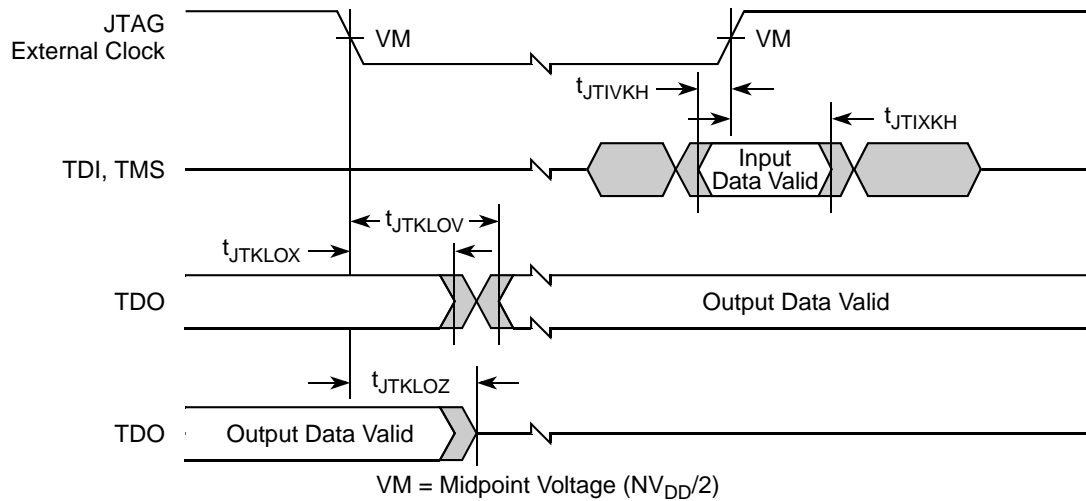 JTAG
External Clock
VM
VM
tJTIVKH
tJTIXKH
TDI, TMS
Input
Data Valid
tJTKLOV
tJTKLOX
TDO
Output Data Valid
tJTKLOZ
TDO
Output Data Valid
VM = Midpoint Voltage (NVDD/2)